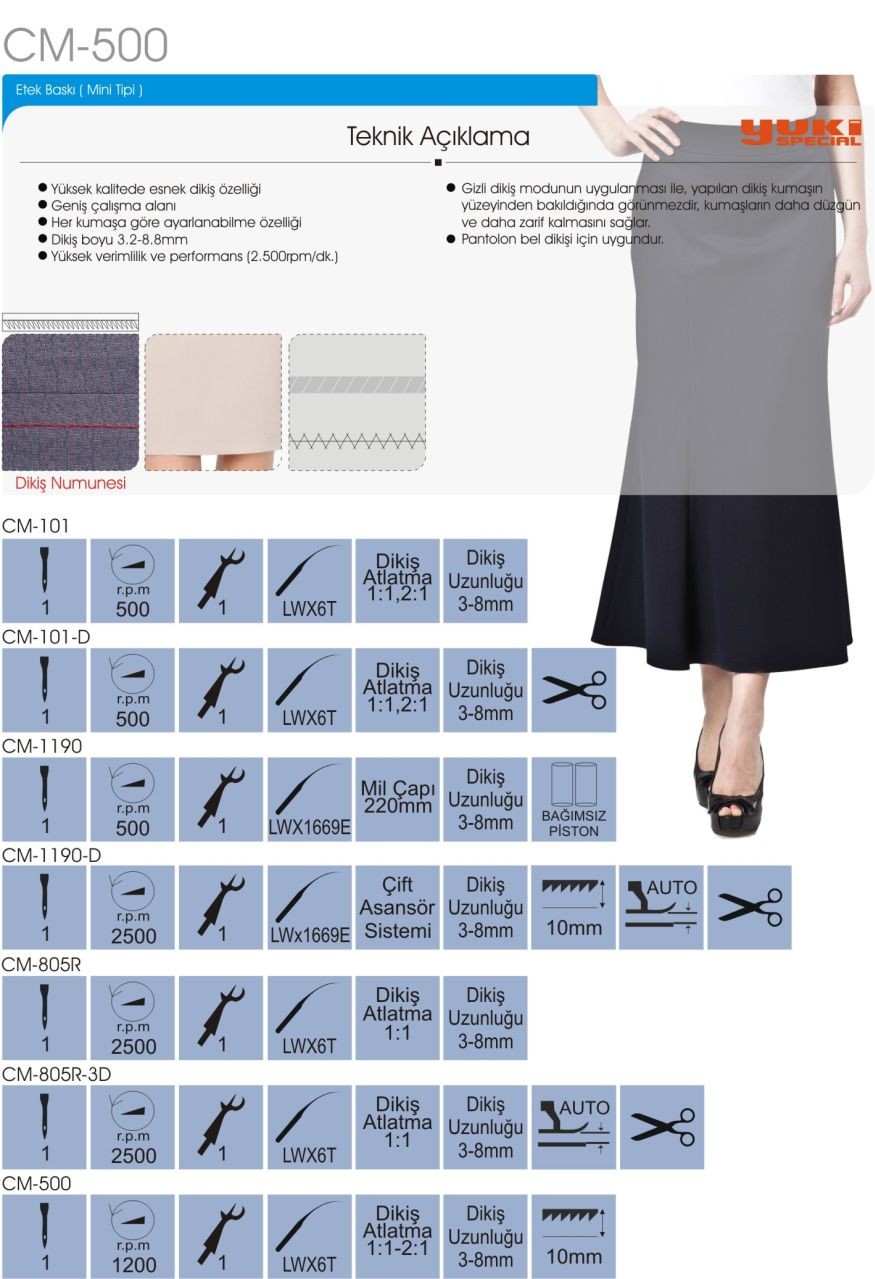 CM-500
Etek Baskı ( Mini Tipi )
Teknik Açıklama
YUKI
SPECIAL
● Yüksek kalitede esnek dikiş özelliği
● Geniş çalışma alanı
● Her kumaşa göre ayarlanabilme özelliği
● Dikiş boyu 3.2-8.8mm
● Yüksek verimlilik ve performans (2.500rpm/dk.)
● Gizli dikiş modunun uygulanması ile, yapılan dikiş kumaşın
yüzeyinden bakıldığında görünmezdir, kumaşların daha düzgün
ve daha zarif kalmasını sağlar.
● Pantolon bel dikişi için uygundur.
Dikiş Numunesi
CM-101
1
r.p.m
500
1
LWX6T
Dikiş
Atlatma
1:1,2:1
Dikiş
Uzunluğu
3-8mm
CM-101-D
1
r.p.m
500
1
LWX6T
Dikiş
Atlatma
1:1,2:1
Dikiş
Uzunluğu
3-8mm
CM-1190
1
r.p.m
500
1
LWX1669E
Mil Çapı
220mm
Dikiş
Uzunluğu
3-8mm
BAĞIMSIZ
PİSTON
CM-1190-D
1
r.p.m
2500
1
LWx1669E
Çift
Asansör
Sistemi
Dikiş
Uzunluğu
3-8mm
10mm
AUTO
CM-805R
1
r.p.m
2500
1
LWX6T
Dikiş
Atlatma
1:1
Dikiş
Uzunluğu
3-8mm
CM-805R-3D
1
r.p.m
2500
1
LWX6T
Dikiş
Atlatma
1:1
Dikiş
Uzunluğu
3-8mm
AUTO
CM-500
1
r.p.m
1200
1
LWX6T
Dikiş
Atlatma
1:1-2:1
Dikiş
Uzunluğu
3-8mm
10mm